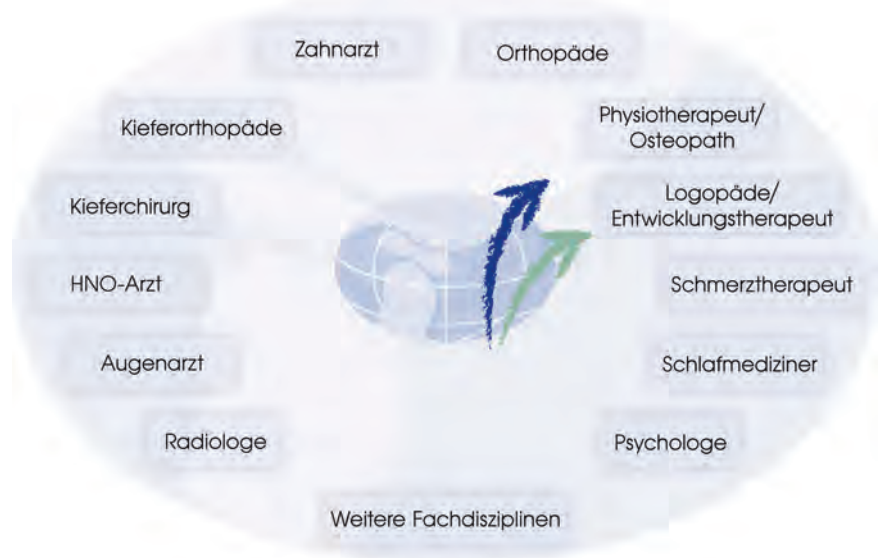 Zahnarzt
Orthopäde
Kieferorthopäde
Physiotherapeut/
Osteopath
Kieferchirurg
Logopäde/
Entwicklungstherapeut
HNO-Arzt
Schmerztherapeut
Augenarzt
Schlafmediziner
Radiologe
Psychologe
Weitere Fachdisziplinen